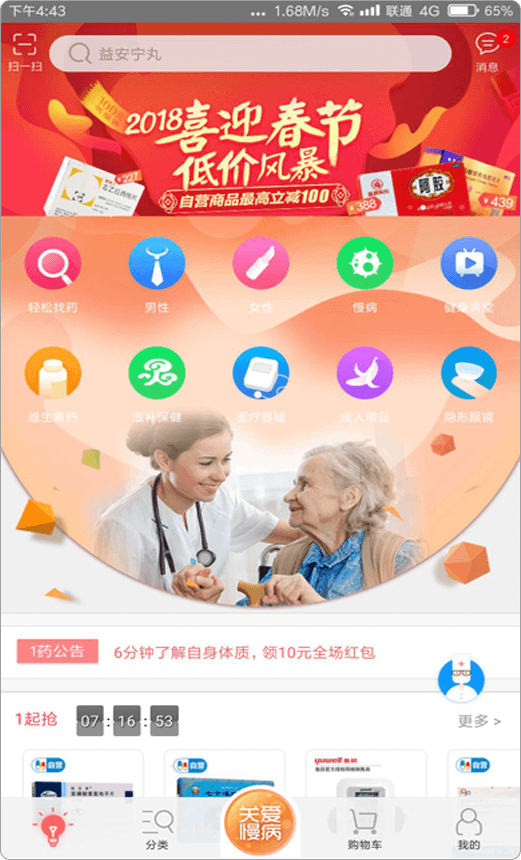 下午4:43
... 1.68M/s 联通 4G 65%
扫一扫
益安宁丸
2
消息
2018喜迎春节
低价风暴
自营商品最高立减100
¥227
阿胶
¥388
¥439
轻松找药 男性 女性 慢病 健康讲堂
维生素钙 滋补保健 医疗器械 成人用品 隐形眼镜
1药公告 6分钟了解自身体质，领10元全场红包
1起抢 07:16:53 更多 >
自营 自营 yuwell 鱼跃 自营
分类 关爱慢病 购物车 我的